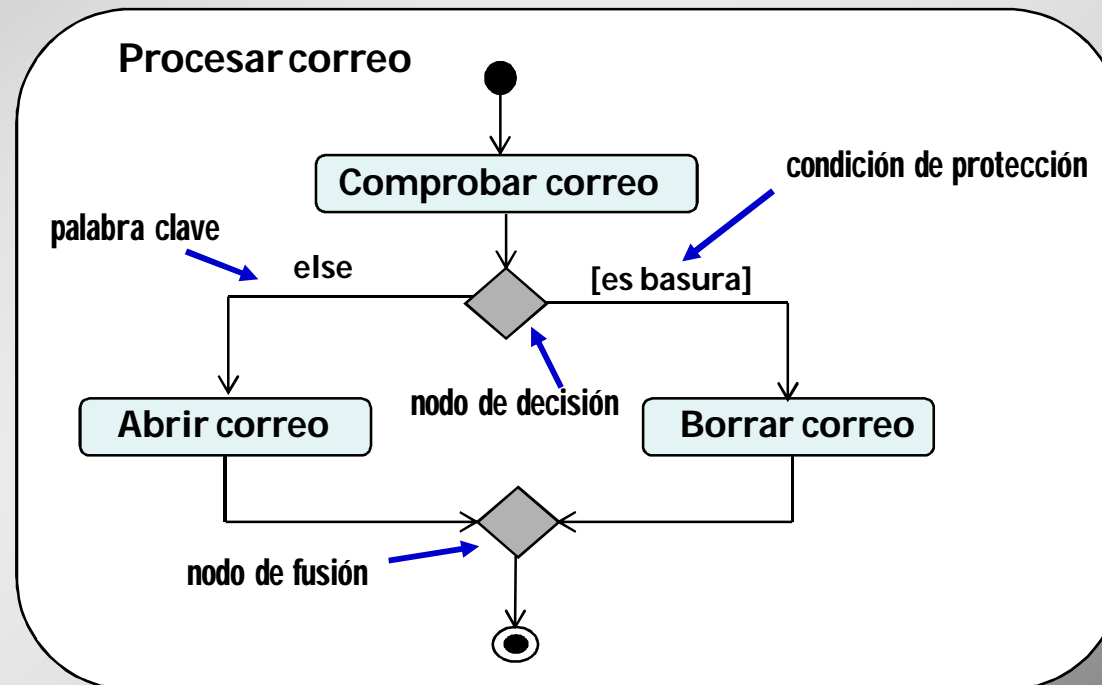 Procesar correo
Comprobar correo
condición de protección
palabra clave
else
[es basura]
nodo de decisión
Abrir correo
Borrar correo
nodo de fusión